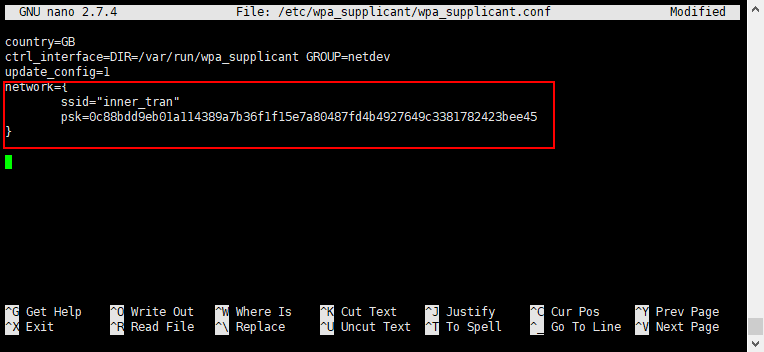 GNU nano 2.7.4 File: /etc/wpa_supplicant/wpa_supplicant.conf Modified
country=GB
ctrl_interface=DIR=/var/run/wpa_supplicant GROUP=netdev
update_config=1
network={
ssid="inner_tran"
psk=0c88bdd9eb01a114389a7b36f1f15e7a80487fd4b4927649c3381782423bee45
}
^G Get Help ^O Write Out ^W Where Is ^K Cut Text ^J Justify ^C Cur Pos ^Y Prev Page
^X Exit ^R Read File ^\ Replace ^U Uncut Text ^T To Spell ^_ Go To Line ^V Next Page